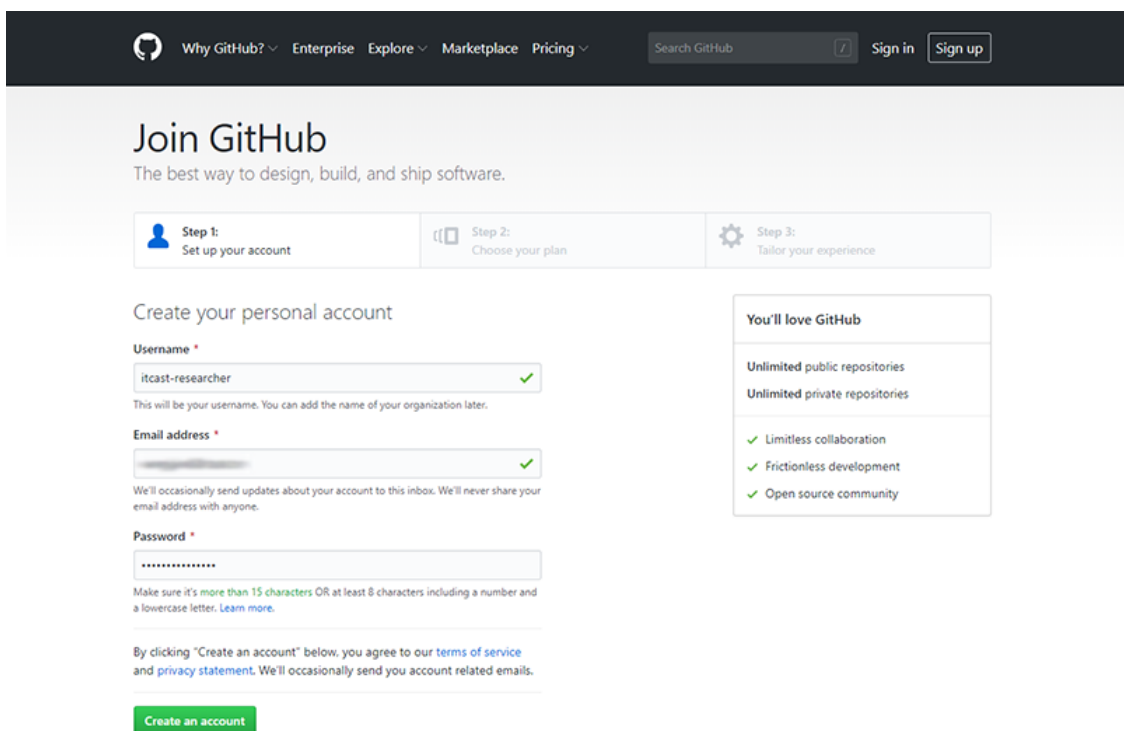 Why GitHub? Enterprise Explore Marketplace Pricing Search GitHub / Sign in Sign up
Join GitHub
The best way to design, build, and ship software.
Step 1:
Set up your account
Step 2:
Choose your plan
Step 3:
Tailor your experience
Create your personal account
Username *
itcast-researcher
This will be your username. You can add the name of your organization later.
Email address *
We'll occasionally send updates about your account to this inbox. We'll never share your
email address with anyone.
Password *
•••••••••••••••
Make sure it's more than 15 characters OR at least 8 characters including a number and
a lowercase letter. Learn more.
By clicking "Create an account" below, you agree to our terms of service
and privacy statement. We'll occasionally send you account related emails.
Create an account
You'll love GitHub
Unlimited public repositories
Unlimited private repositories
Limitless collaboration
Frictionless development
Open source community